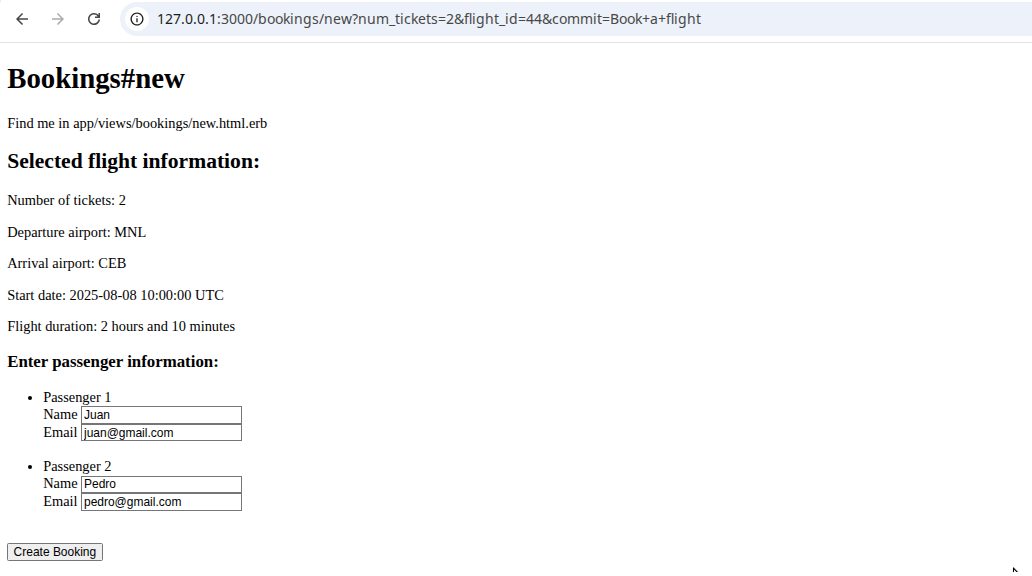 127.0.0.1:3000/bookings/new?num_tickets=2&flight_id=44&commit=Book+a+flight
Bookings#new
Find me in app/views/bookings/new.html.erb
Selected flight information:
Number of tickets: 2
Departure airport: MNL
Arrival airport: CEB
Start date: 2025-08-08 10:00:00 UTC
Flight duration: 2 hours and 10 minutes
Enter passenger information:
Passenger 1
Name Juan
Email juan@gmail.com
Passenger 2
Name Pedro
Email pedro@gmail.com
Create Booking